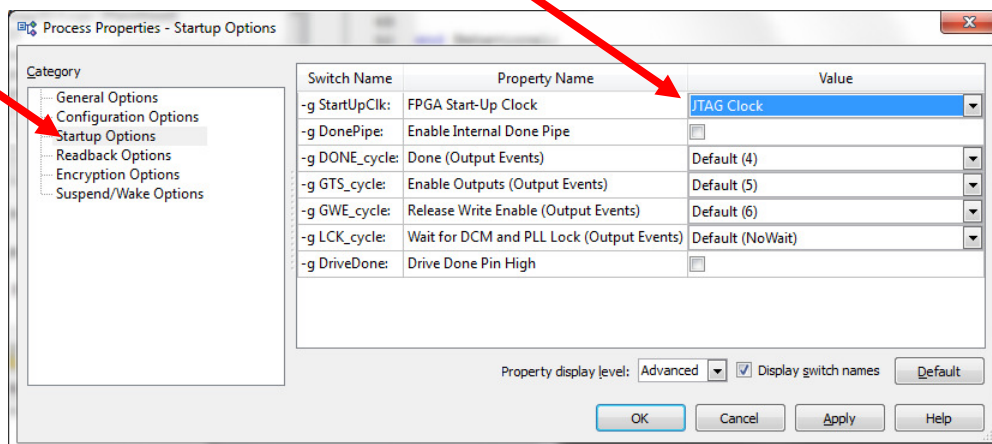 Process Properties - Startup Options
Category
General Options
Configuration Options
Startup Options
Readback Options
Encryption Options
Suspend/Wake Options
Switch Name Property Name Value
-g StartUpClk: FPGA Start-Up Clock JTAG Clock
-g DonePipe: Enable Internal Done Pipe
-g DONE_cycle: Done (Output Events) Default (4)
-g GTS_cycle: Enable Outputs (Output Events) Default (5)
-g GWE_cycle: Release Write Enable (Output Events) Default (6)
-g LCK_cycle: Wait for DCM and PLL Lock (Output Events) Default (NoWait)
-g DriveDone: Drive Done Pin High
Property display level: Advanced Display switch names Default
OK Cancel Apply Help